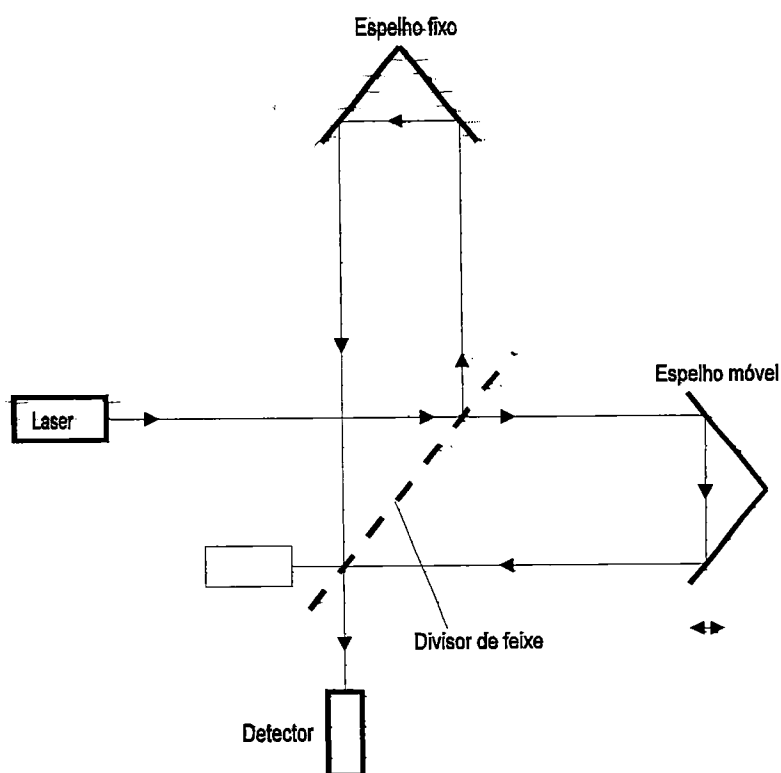 Espelho fixo
Espelho móvel
Laser
Divisor de feixe
Detector